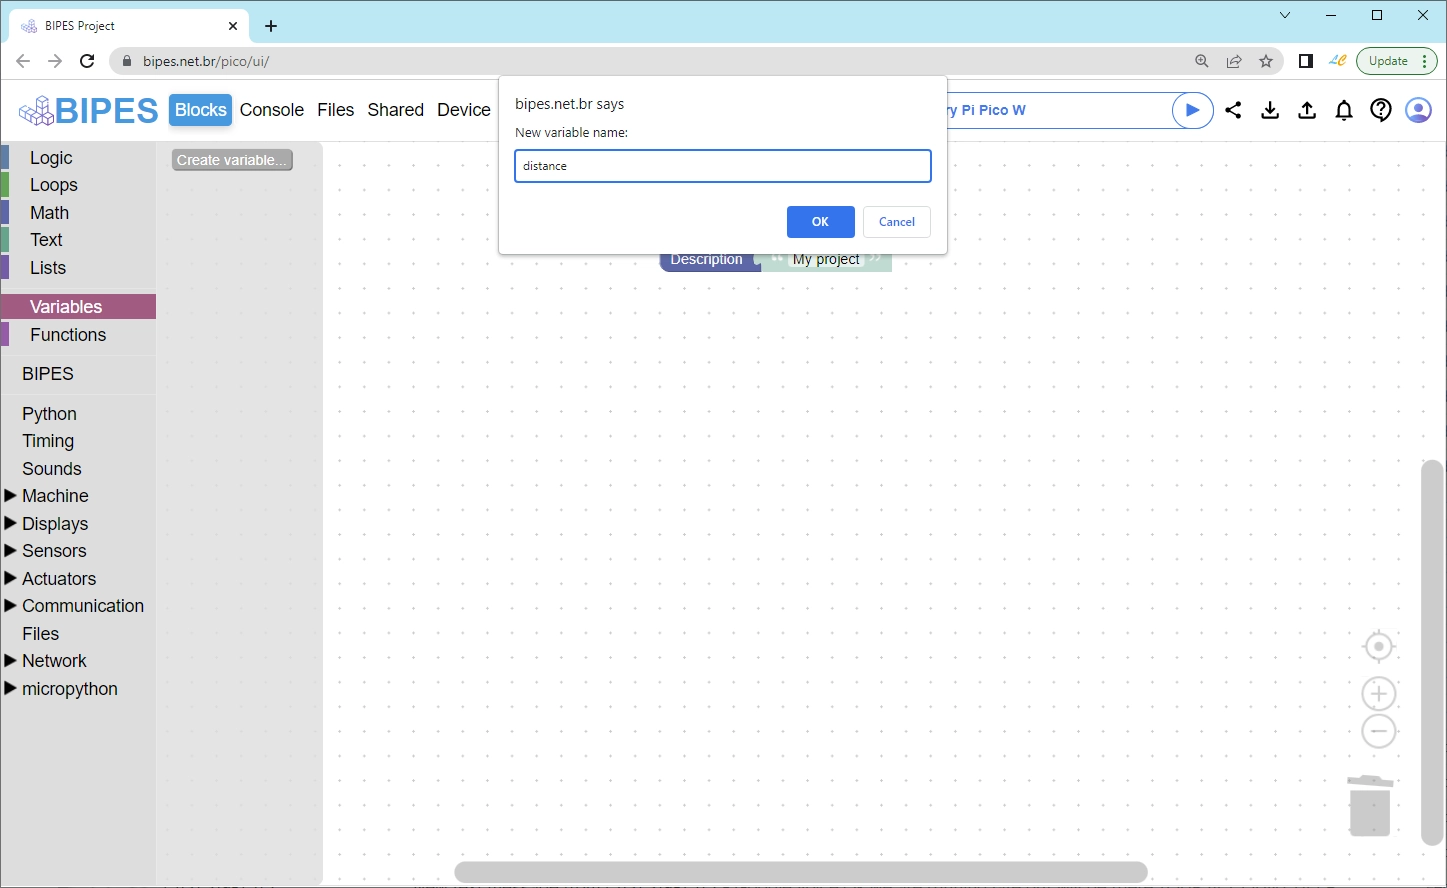 BIPES Project
bipes.net.br/pico/ui/
Update
BIPES
Blocks
Console
Files
Shared
Device
ry Pi Pico W
bipes.net.br says
New variable name:
distance
OK
Cancel
Description
“ My project ”
Logic
Loops
Math
Text
Lists
Variables
Functions
BIPES
Python
Timing
Sounds
Machine
Displays
Sensors
Actuators
Communication
Files
Network
micropython
Create variable...